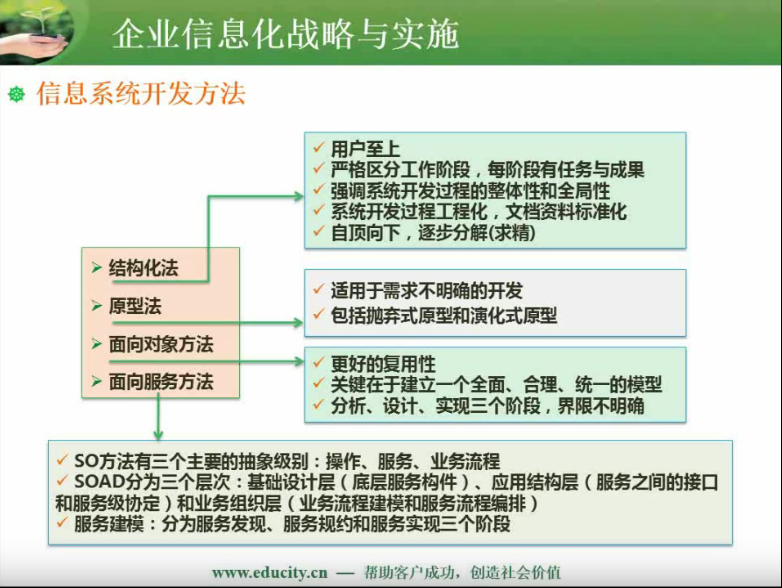 企业信息化战略与实施
信息系统开发方法
用户至上
严格区分工作阶段，每阶段有任务与成果
强调系统开发过程的整体性和全局性
系统开发过程工程化，文档资料标准化
自顶向下，逐步分解(求精)
结构化法
原型法
面向对象方法
面向服务方法
适用于需求不明确的开发
包括抛弃式原型和演化式原型
更好的复用性
关键在于建立一个全面、合理、统一的模型
分析、设计、实现三个阶段，界限不明确
SO方法有三个主要的抽象级别：操作、服务、业务流程
SOAD分为三个层次：基础设计层（底层服务构件）、应用结构层（服务之间的接口
和服务级协定）和业务组织层（业务流程建模和服务流程编排）
服务建模：分为服务发现、服务规约和服务实现三个阶段
www.educity.cn — 帮助客户成功，创造社会价值